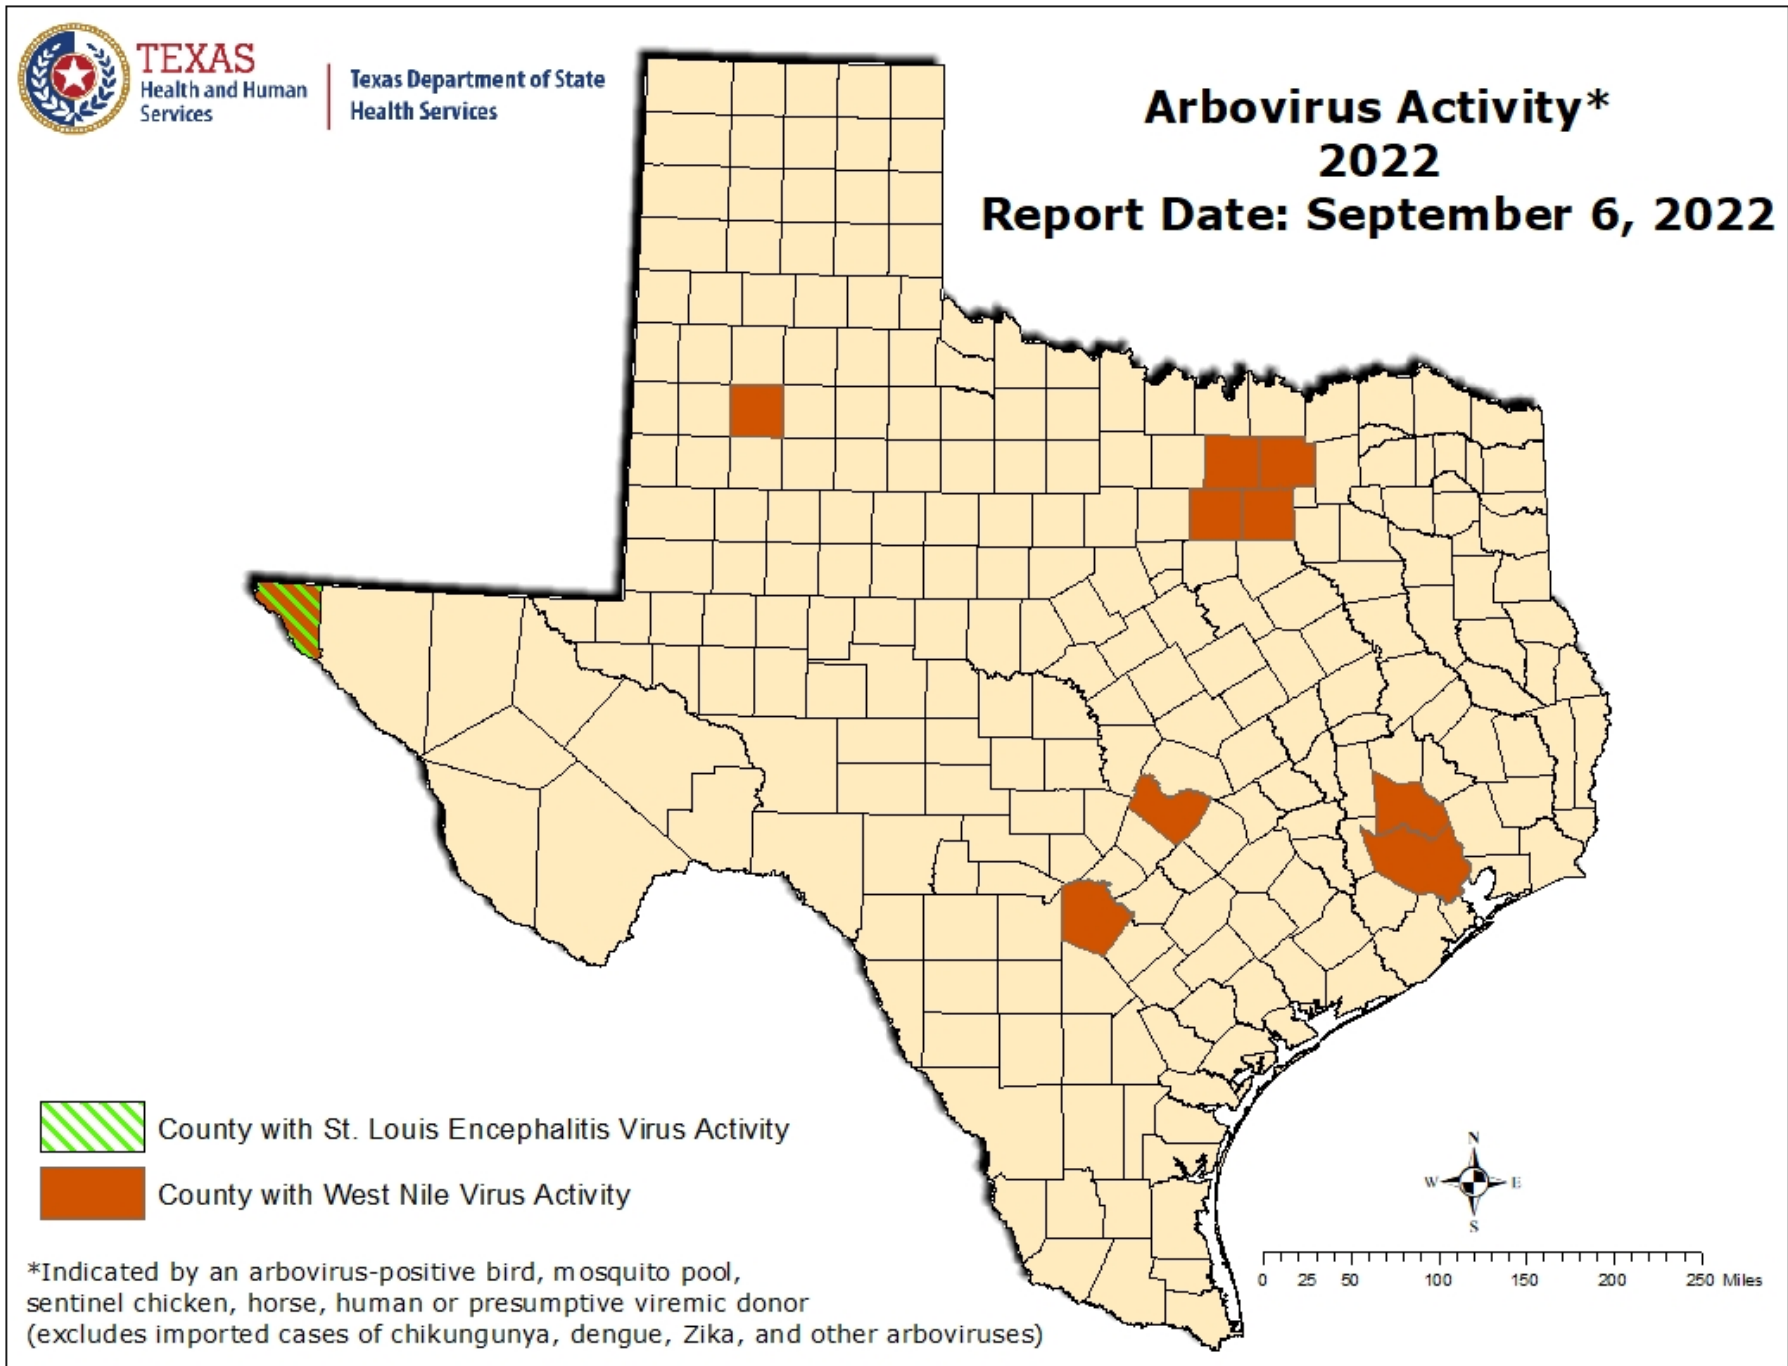 TEXAS
Health and Human
Services
Texas Department of State
Health Services
Arbovirus Activity*
2022
Report Date: September 6, 2022
County with St. Louis Encephalitis Virus Activity
County with West Nile Virus Activity
*Indicated by an arbovirus-positive bird, mosquito pool,
sentinel chicken, horse, human or presumptive viremic donor
(excludes imported cases of chikungunya, dengue, Zika, and other arboviruses)
N
W E
S
0 25 50 100 150 200 250 Miles